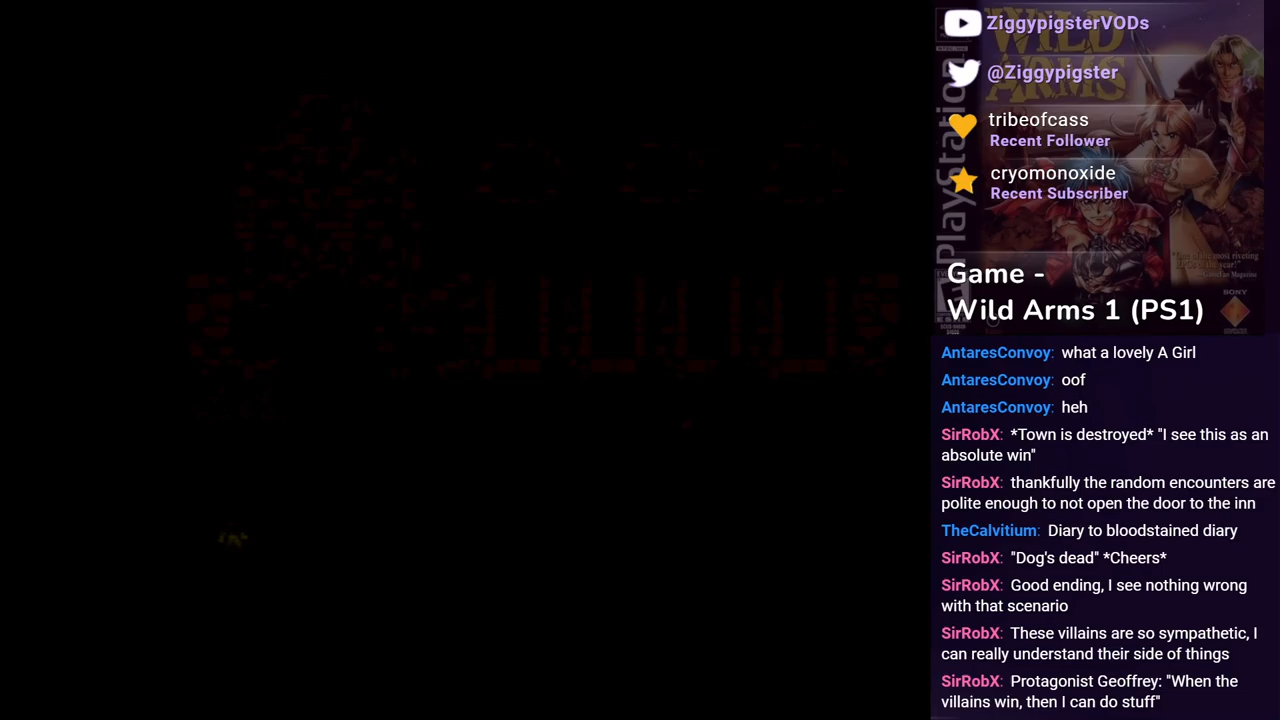 ZiggypigsterVODs
@Ziggypigster
tribeofcass
Recent Follower
cryomonoxide
Recent Subscriber
WILD
ARMS
PlayStation
SONY
Game -
Wild Arms 1 (PS1)
AntaresConvoy: what a lovely A Girl
AntaresConvoy: oof
AntaresConvoy: heh
SirRobX: *Town is destroyed* "I see this as an
absolute win"
SirRobX: thankfully the random encounters are
polite enough to not open the door to the inn
TheCalvitium: Diary to bloodstained diary
SirRobX: "Dog's dead" *Cheers*
SirRobX: Good ending, I see nothing wrong
with that scenario
SirRobX: These villains are so sympathetic, I
can really understand their side of things
SirRobX: Protagonist Geoffrey: "When the
villains win, then I can do stuff"